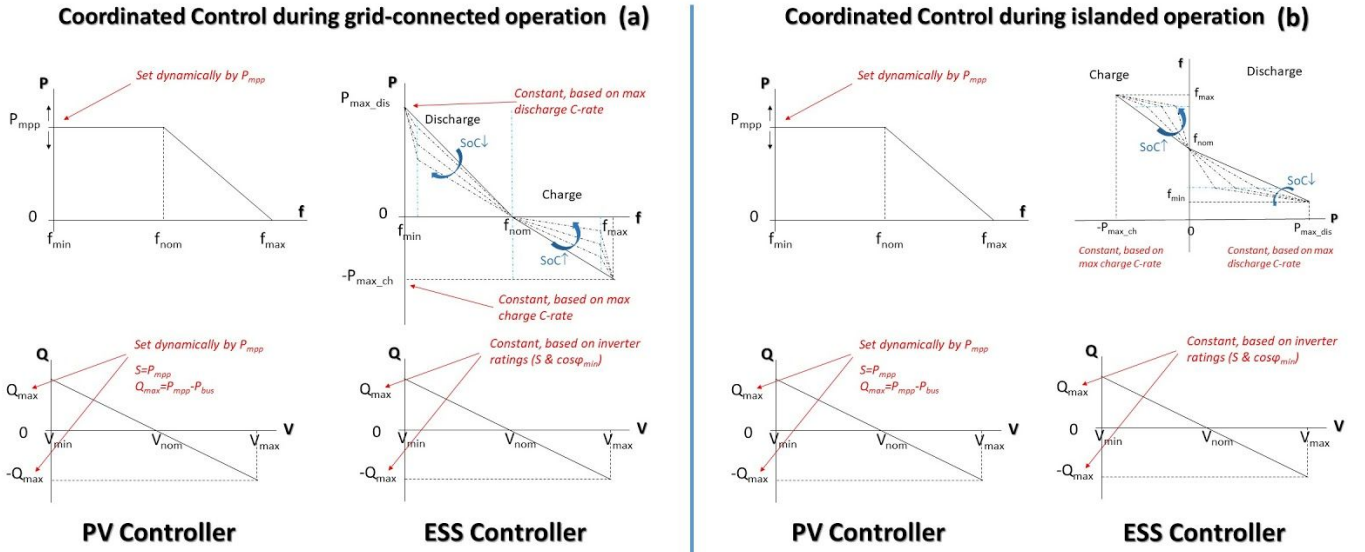 Coordinated Control during grid-connected operation (a)
P
Set dynamically by Pmpp
Pmpp
0
f
fmin
fnom
fmax
P
Pmax_dis
Constant, based on max
discharge C-rate
Discharge
SoC↓
Charge
0
f
fmin
fnom
fmax
SoC↑
-Pmax_ch
Constant, based on max
charge C-rate
Q
Set dynamically by Pmpp
S=Pmpp
Qmax=Pmpp-Pbus
Qmax
0
V
Vmin
Vnom
Vmax
-Qmax
PV Controller
Q
Constant, based on inverter
ratings (S & cosφmin)
Qmax
0
V
Vmin
Vnom
Vmax
-Qmax
ESS Controller
Coordinated Control during islanded operation (b)
P
Set dynamically by Pmpp
Pmpp
0
f
fmin
fnom
fmax
Charge
f
Discharge
fmax
SoC↑
fnom
SoC↓
fmin
P
-Pmax_ch
0
Pmax_dis
Constant, based on
max charge C-rate
Constant, based on max
discharge C-rate
Q
Set dynamically by Pmpp
S=Pmpp
Qmax=Pmpp-Pbus
Qmax
0
V
Vmin
Vnom
Vmax
-Qmax
PV Controller
Q
Constant, based on inverter
ratings (S & cosφmin)
Qmax
0
V
Vmin
Vnom
Vmax
-Qmax
ESS Controller